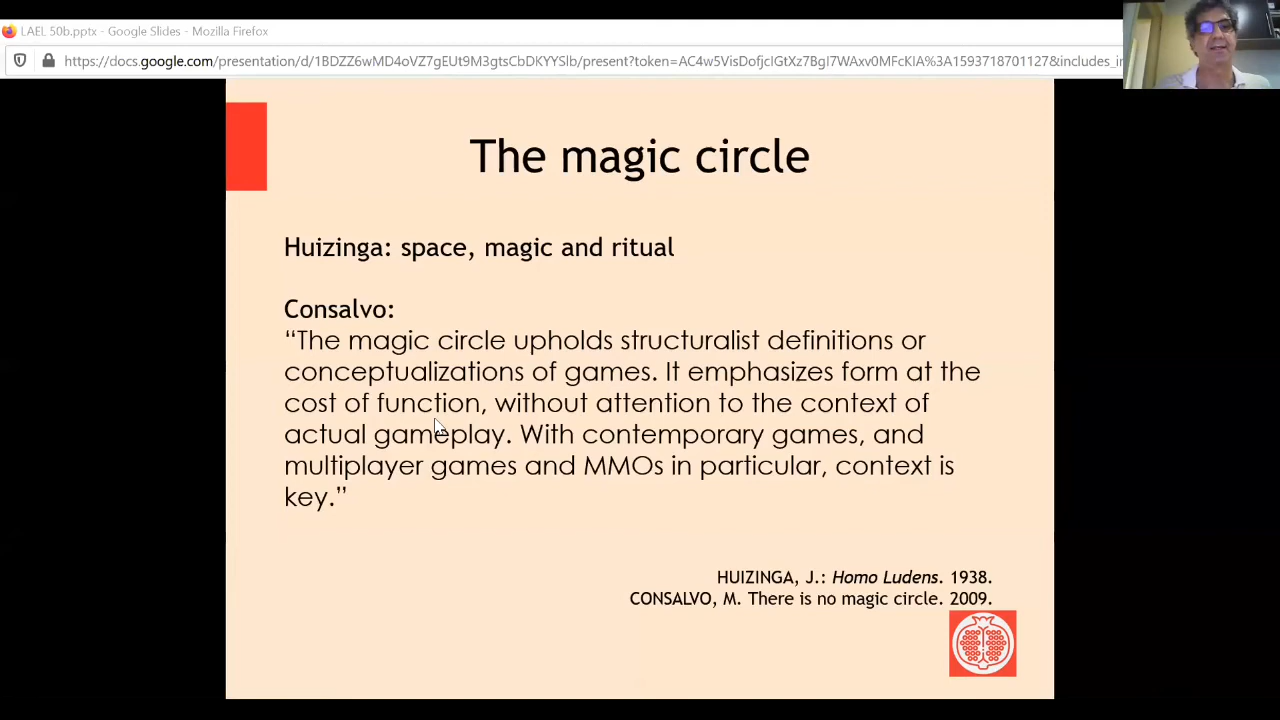 LAEL 50b.pptx - Google Slides - Mozilla Firefox
https://docs.google.com/presentation/d/1BDZZ6wMD4oVZ7gEUt9M3gtsCbDKYYSlb/present?token=AC4w5VisDofjcIGtXz7BgI7WAxv0MFcKIA%3A1593718701127&includes_i
The magic circle
Huizinga: space, magic and ritual
Consalvo:
“The magic circle upholds structuralist definitions or
conceptualizations of games. It emphasizes form at the
cost of function, without attention to the context of
actual gameplay. With contemporary games, and
multiplayer games and MMOs in particular, context is
key.”
HUIZINGA, J.: Homo Ludens. 1938.
CONSALVO, M. There is no magic circle. 2009.